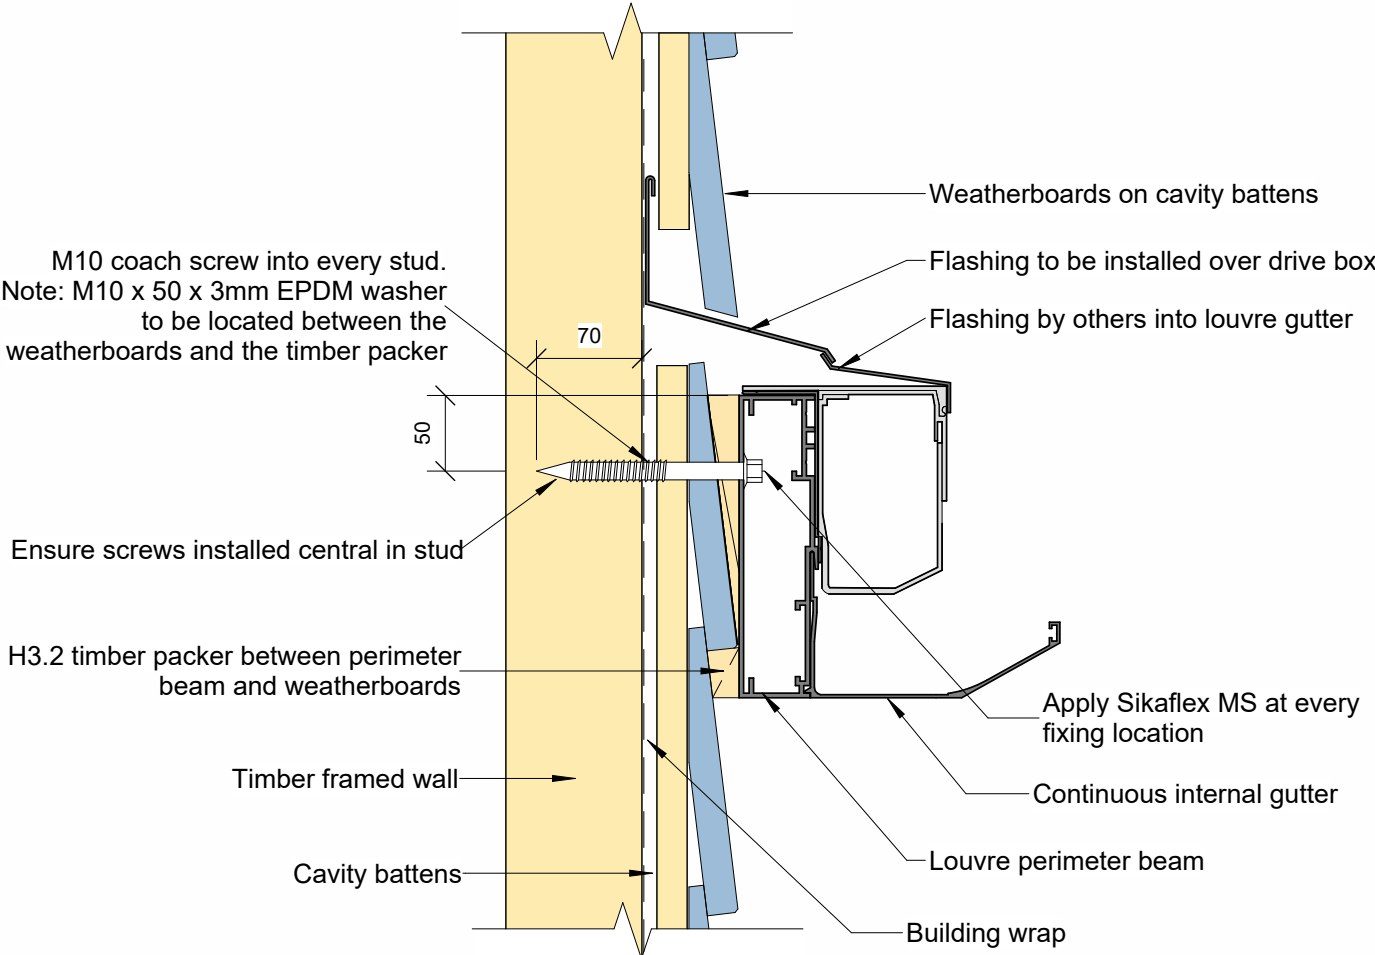 Weatherboards on cavity battens
M10 coach screw into every stud.
Note: M10 x 50 x 3mm EPDM washer
to be located between the
weatherboards and the timber packer
Flashing to be installed over drive box
Flashing by others into louvre gutter
70
50
Ensure screws installed central in stud
H3.2 timber packer between perimeter
beam and weatherboards
Apply Sikaflex MS at every
fixing location
Timber framed wall
Continuous internal gutter
Louvre perimeter beam
Cavity battens
Building wrap